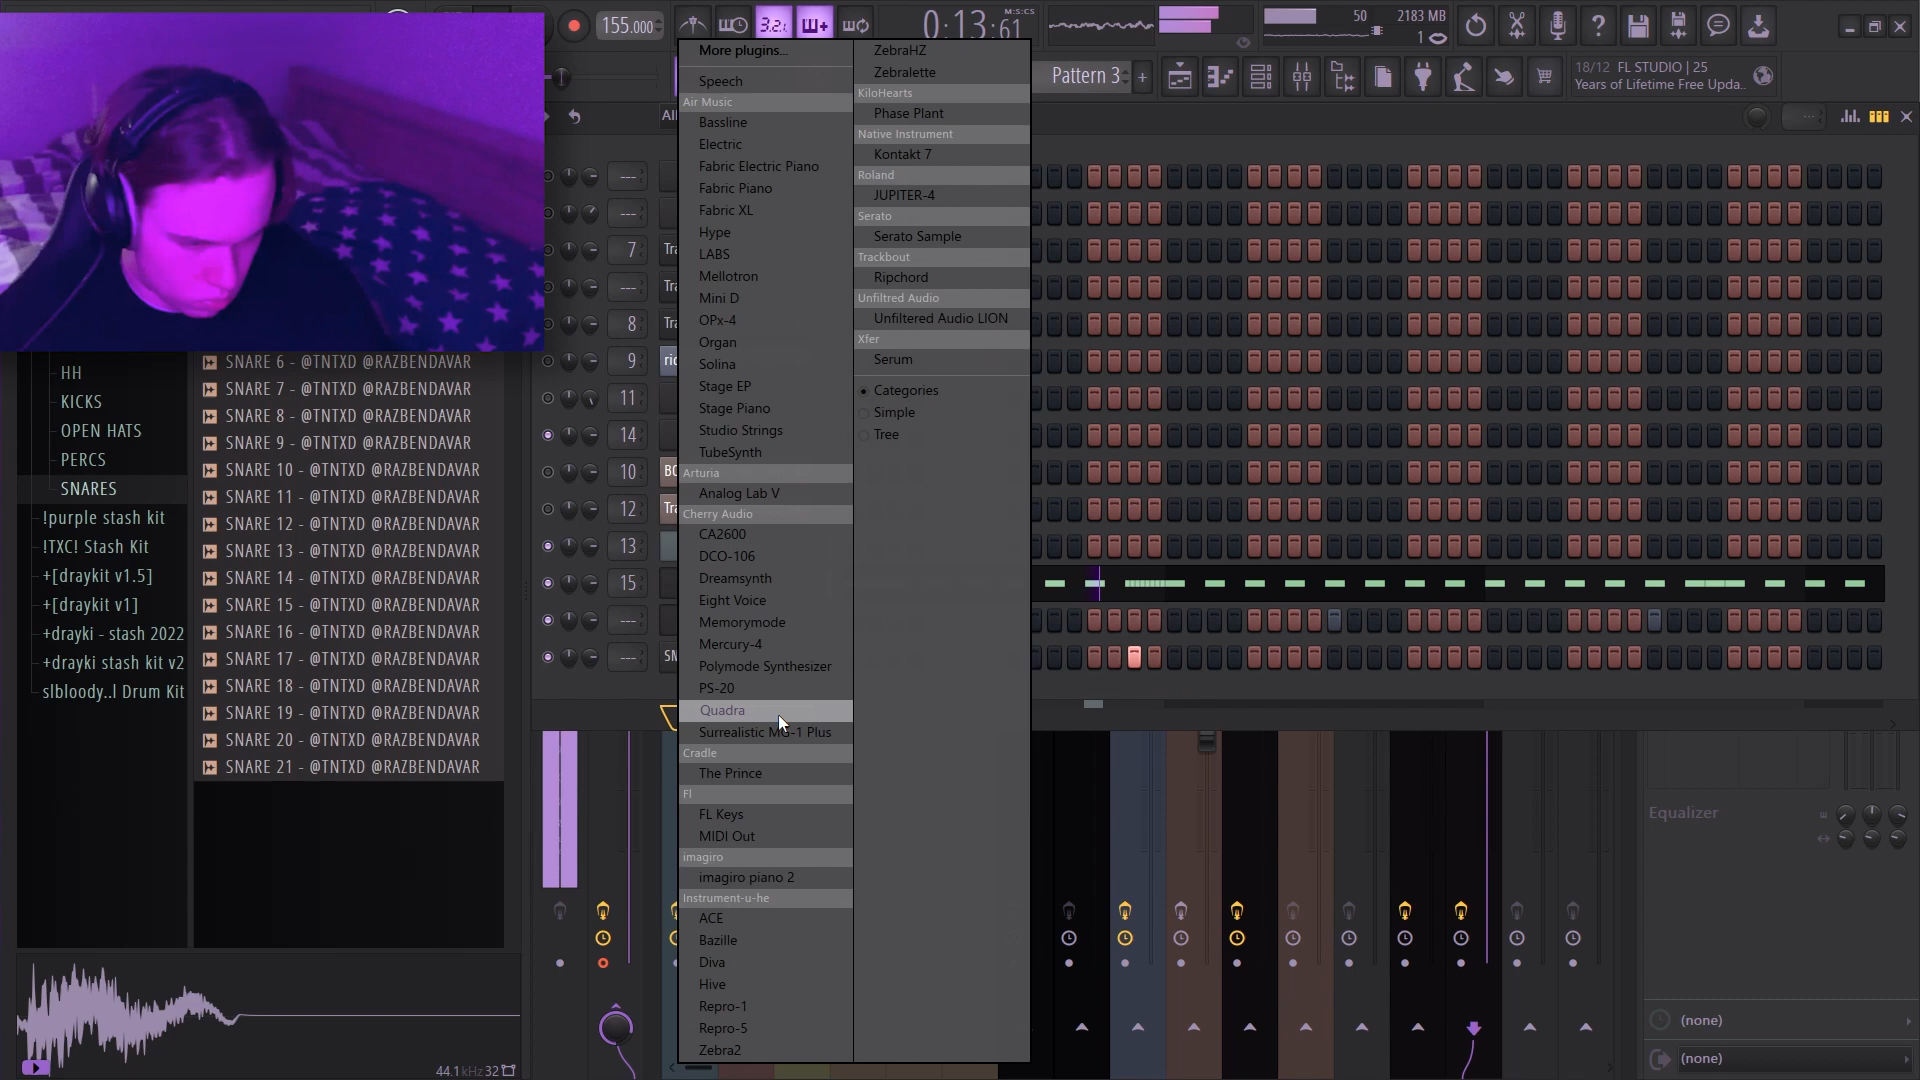 155.000
3.2.1
0:13:61
M:S:CS
50
2183 MB
1
Pattern 3
18/12 FL STUDIO | 25
Years of Lifetime Free Upda..
HH
KICKS
OPEN HATS
PERCS
SNARES
!purple stash kit
!TXC! Stash Kit
+[draykit v1.5]
+[draykit v1]
+drayki - stash 2022
+drayki stash kit v2
slbloody..l Drum Kit
SNARE 6 - @TNTXD @RAZBENDAVAR
SNARE 7 - @TNTXD @RAZBENDAVAR
SNARE 8 - @TNTXD @RAZBENDAVAR
SNARE 9 - @TNTXD @RAZBENDAVAR
SNARE 10 - @TNTXD @RAZBENDAVAR
SNARE 11 - @TNTXD @RAZBENDAVAR
SNARE 12 - @TNTXD @RAZBENDAVAR
SNARE 13 - @TNTXD @RAZBENDAVAR
SNARE 14 - @TNTXD @RAZBENDAVAR
SNARE 15 - @TNTXD @RAZBENDAVAR
SNARE 16 - @TNTXD @RAZBENDAVAR
SNARE 17 - @TNTXD @RAZBENDAVAR
SNARE 18 - @TNTXD @RAZBENDAVAR
SNARE 19 - @TNTXD @RAZBENDAVAR
SNARE 20 - @TNTXD @RAZBENDAVAR
SNARE 21 - @TNTXD @RAZBENDAVAR
44.1kHz 32
---
---
7
---
8
9
11
14
10
12
13
15
---
---
More plugins...
Speech
Air Music
Bassline
Electric
Fabric Electric Piano
Fabric Piano
Fabric XL
Hype
LABS
Mellotron
Mini D
OPx-4
Organ
Solina
Stage EP
Stage Piano
Studio Strings
TubeSynth
Arturia
Analog Lab V
Cherry Audio
CA2600
DCO-106
Dreamsynth
Eight Voice
Memorymode
Mercury-4
Polymode Synthesizer
PS-20
Quadra
Surrealistic MG-1 Plus
Cradle
The Prince
Fl
FL Keys
MIDI Out
imagiro
imagiro piano 2
Instrument-u-he
ACE
Bazille
Diva
Hive
Repro-1
Repro-5
Zebra2
ZebraHZ
Zebralette
KiloHearts
Phase Plant
Native Instrument
Kontakt 7
Roland
JUPITER-4
Serato
Serato Sample
Trackbout
Ripchord
Unfiltred Audio
Unfiltered Audio LION
Xfer
Serum
Categories
Simple
Tree
Equalizer
(none)
(none)